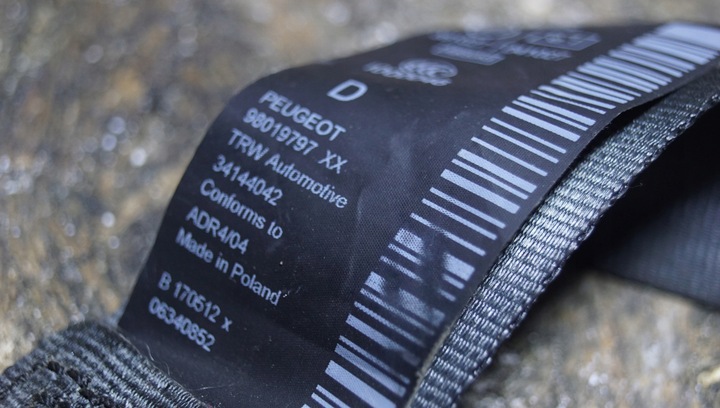 D
PEUGEOT
98019797 XX
TRW Automotive
34144042
Conforms to
ADR4/04
Made in Poland
B 170512 x
06340852